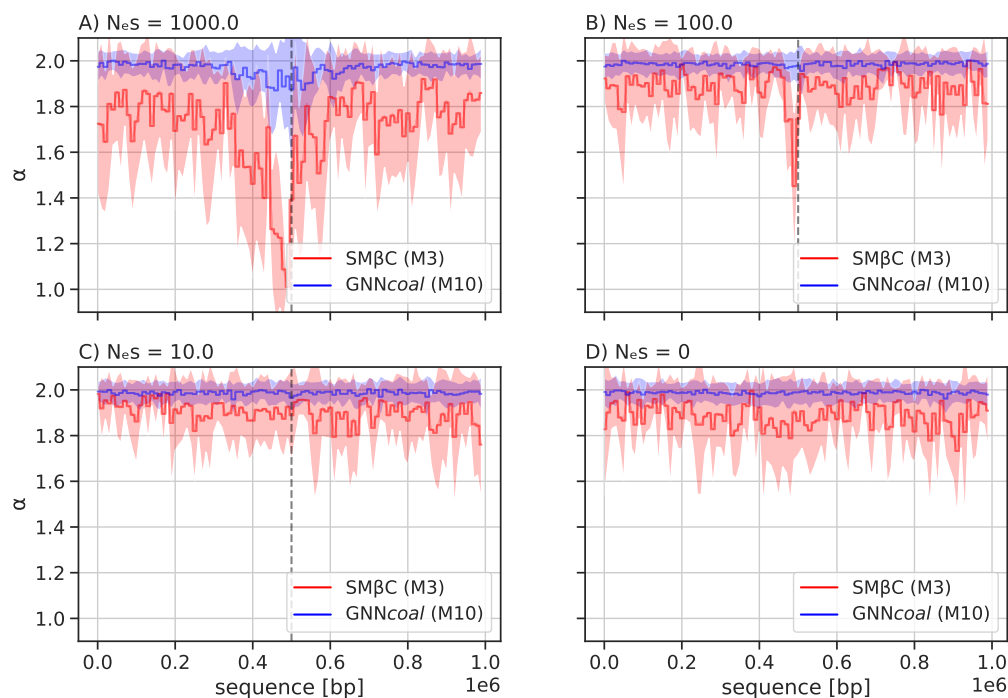 A) Nₑs = 1000.0
B) Nₑs = 100.0
α
2.0
1.8
1.6
1.4
1.2
1.0
SMβC (M3)
GNNcoal (M10)
SMβC (M3)
GNNcoal (M10)
C) Nₑs = 10.0
D) Nₑs = 0
α
2.0
1.8
1.6
1.4
1.2
1.0
SMβC (M3)
GNNcoal (M10)
SMβC (M3)
GNNcoal (M10)
0.0 0.2 0.4 0.6 0.8 1.0
0.0 0.2 0.4 0.6 0.8 1.0
sequence [bp]
1e6
sequence [bp]
1e6